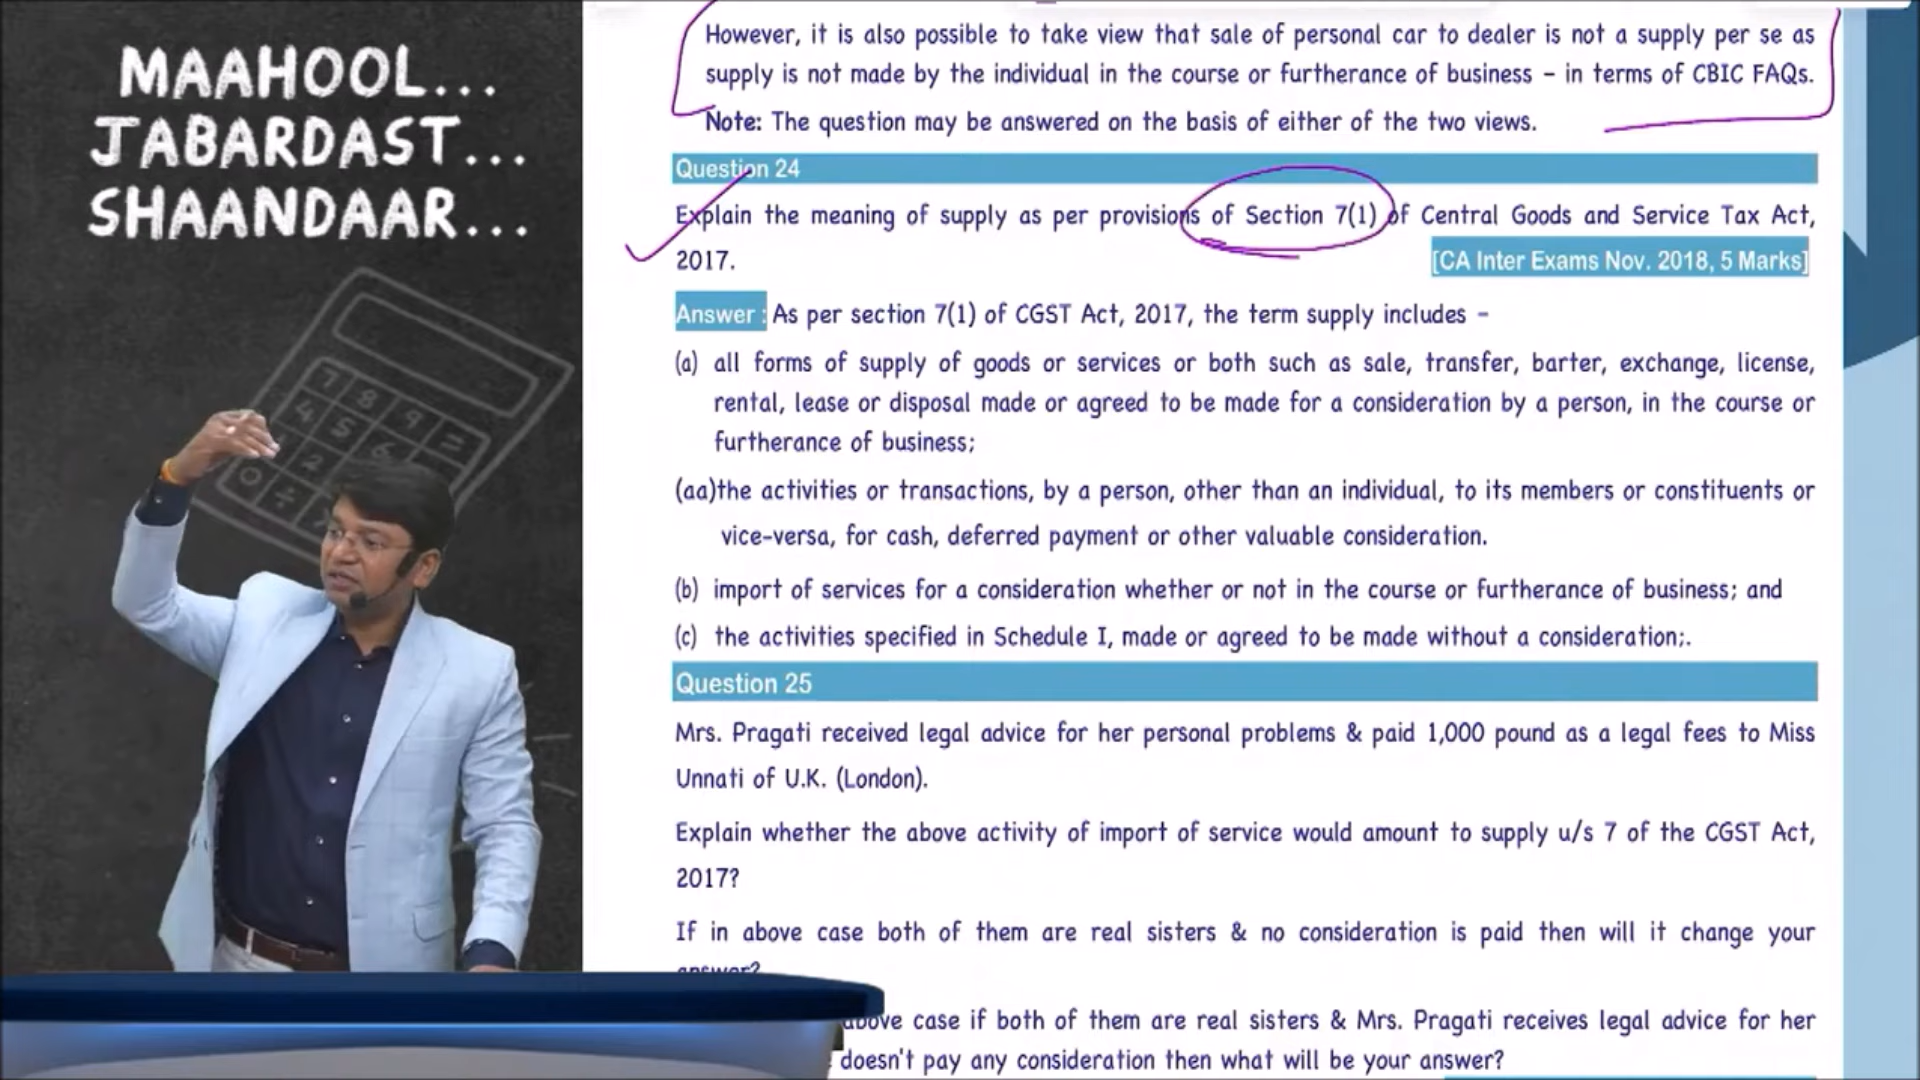 MAAHOOL...
JABARDAST...
SHAANDAAR...
7 8 9 =
4 5 6
2
0 ÷
However, it is also possible to take view that sale of personal car to dealer is not a supply per se as
supply is not made by the individual in the course or furtherance of business – in terms of CBIC FAQs.
Note: The question may be answered on the basis of either of the two views.
Question 24
Explain the meaning of supply as per provisions of Section 7(1) of Central Goods and Service Tax Act,
2017.
[CA Inter Exams Nov. 2018, 5 Marks]
Answer : As per section 7(1) of CGST Act, 2017, the term supply includes –
(a) all forms of supply of goods or services or both such as sale, transfer, barter, exchange, license,
rental, lease or disposal made or agreed to be made for a consideration by a person, in the course or
furtherance of business;
(aa)the activities or transactions, by a person, other than an individual, to its members or constituents or
vice-versa, for cash, deferred payment or other valuable consideration.
(b) import of services for a consideration whether or not in the course or furtherance of business; and
(c) the activities specified in Schedule I, made or agreed to be made without a consideration;.
Question 25
Mrs. Pragati received legal advice for her personal problems & paid 1,000 pound as a legal fees to Miss
Unnati of U.K. (London).
Explain whether the above activity of import of service would amount to supply u/s 7 of the CGST Act,
2017?
If in above case both of them are real sisters & no consideration is paid then will it change your
answer?
above case if both of them are real sisters & Mrs. Pragati receives legal advice for her
doesn't pay any consideration then what will be your answer?